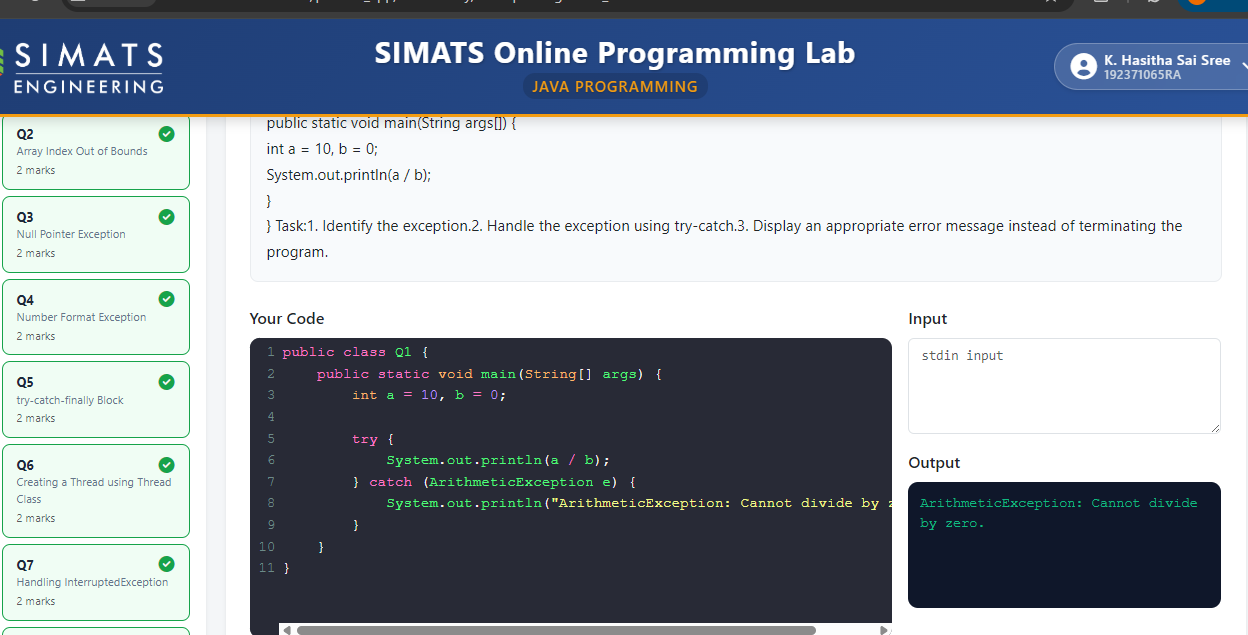 SIMATS
ENGINEERING
SIMATS Online Programming Lab
JAVA PROGRAMMING
K. Hasitha Sai Sree
192371065RA
Q2
Array Index Out of Bounds
2 marks
Q3
Null Pointer Exception
2 marks
Q4
Number Format Exception
2 marks
Q5
try-catch-finally Block
2 marks
Q6
Creating a Thread using Thread
Class
2 marks
Q7
Handling InterruptedException
2 marks
public static void main(String args[]) {
int a = 10, b = 0;
System.out.println(a / b);
}
} Task:1. Identify the exception.2. Handle the exception using try-catch.3. Display an appropriate error message instead of terminating the
program.
Your Code
1 public class Q1 {
2     public static void main(String[] args) {
3         int a = 10, b = 0;
4
5         try {
6             System.out.println(a / b);
7         } catch (ArithmeticException e) {
8             System.out.println("ArithmeticException: Cannot divide by
9         }
10     }
11 }
Input
stdin input
Output
ArithmeticException: Cannot divide
by zero.